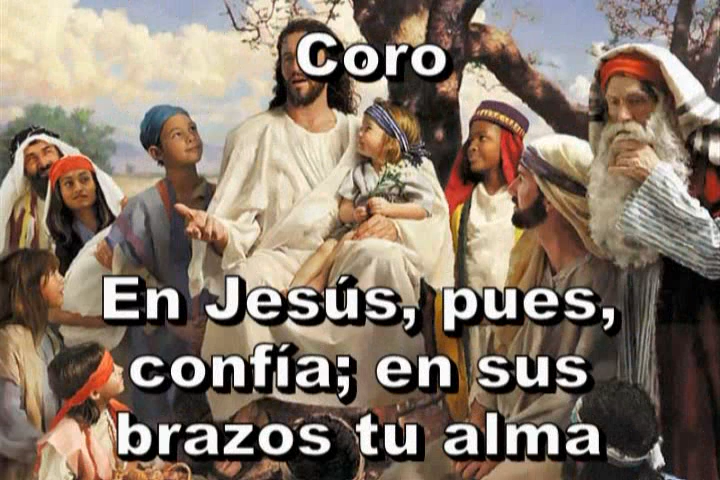 Coro
En Jesús, pues,
confía; en sus
brazos tu alma